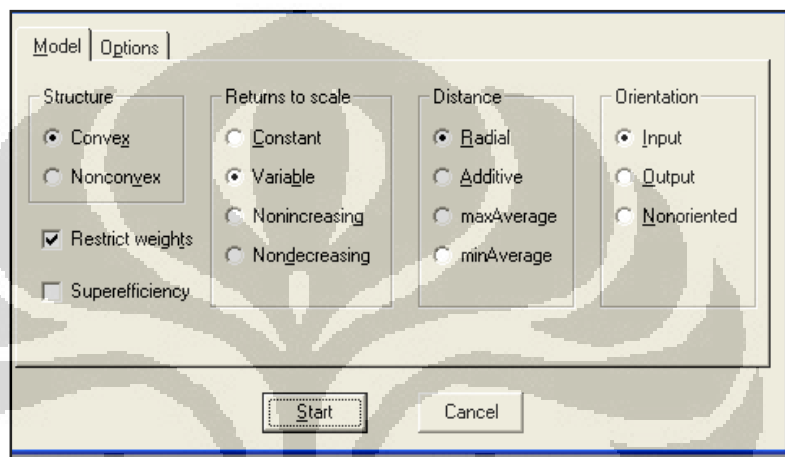 Model
Options
Structure
Convex
Nonconvex
Restrict weights
Superefficiency
Returns to scale
Constant
Variable
Nonincreasing
Nondecreasing
Distance
Radial
Additive
maxAverage
minAverage
Orientation
Input
Output
Nonoriented
Start
Cancel